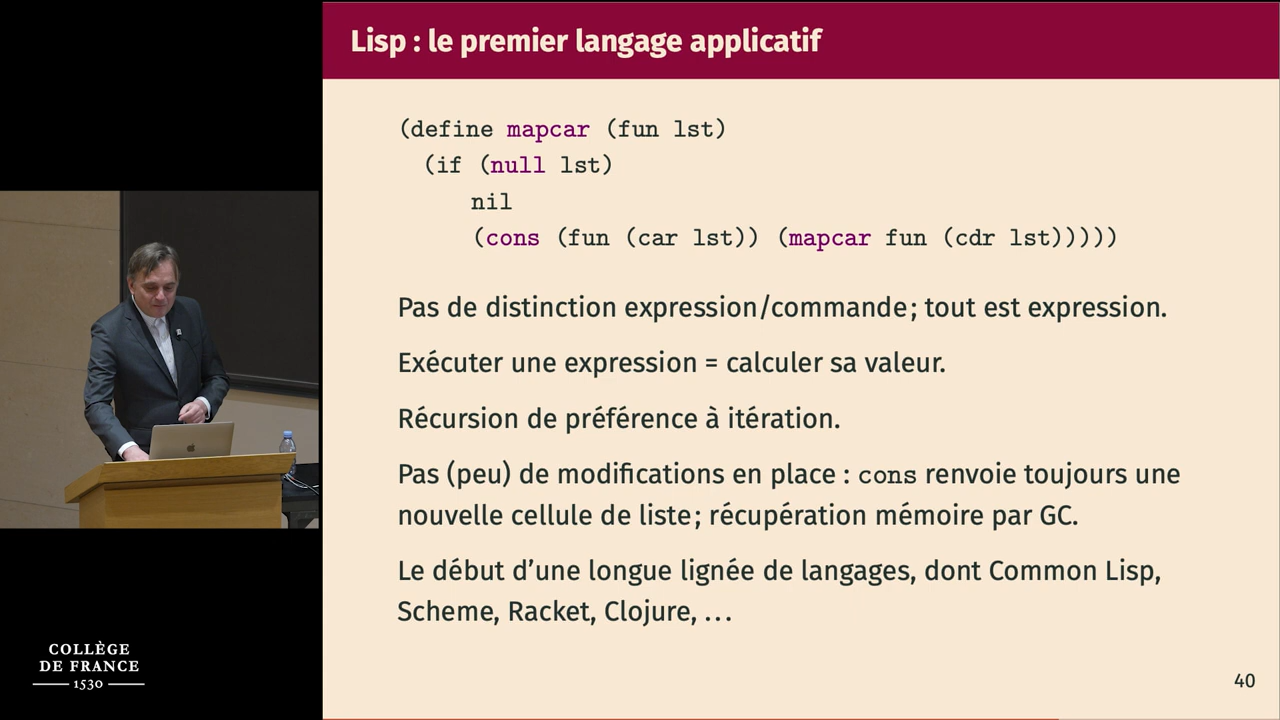 Lisp : le premier langage applicatif
(define mapcar (fun lst)
(if (null lst)
nil
(cons (fun (car lst)) (mapcar fun (cdr lst)))))
Pas de distinction expression/commande ; tout est expression.
Exécuter une expression = calculer sa valeur.
Récursion de préférence à itération.
Pas (peu) de modifications en place : cons renvoie toujours une
nouvelle cellule de liste ; récupération mémoire par GC.
Le début d’une longue lignée de langages, dont Common Lisp,
Scheme, Racket, Clojure, ...
40
COLLÈGE
DE FRANCE
1530